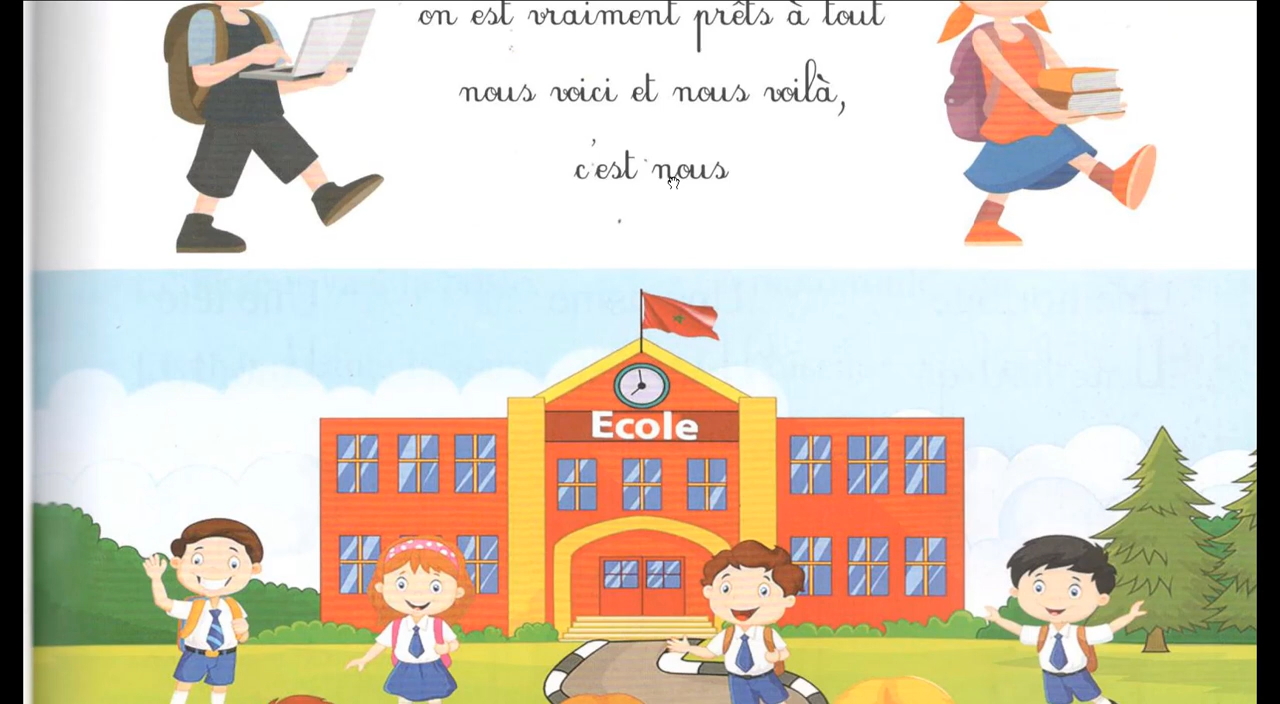 on est vraiment prêts à tout
nous voici et nous voilà,
c'est nous
Ecole